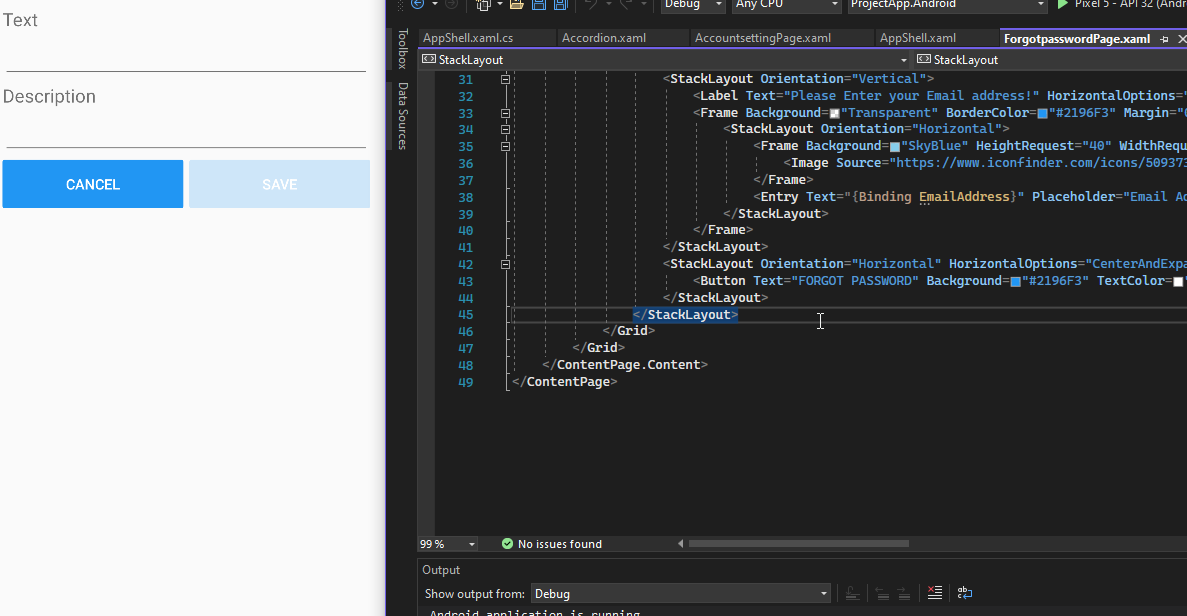 Text
Description
CANCEL
SAVE
Debug
Any CPU
ProjectApp.Android
Pixel 5 - API 32 (Andr
Toolbox
Data Sources
AppShell.xaml.cs
Accordion.xaml
AccountsettingPage.xaml
AppShell.xaml
ForgotpasswordPage.xaml
StackLayout
StackLayout
31 <StackLayout Orientation="Vertical">
32 <Label Text="Please Enter your Email address!" HorizontalOptions="
33 <Frame Background="Transparent" BorderColor="#2196F3" Margin="
34 <StackLayout Orientation="Horizontal">
35 <Frame Background="SkyBlue" HeightRequest="40" WidthRequ
36 <Image Source="https://www.iconfinder.com/icons/509373
37 </Frame>
38 <Entry Text="{Binding EmailAddress}" Placeholder="Email Ad
39 </StackLayout>
40 </Frame>
41 </StackLayout>
42 <StackLayout Orientation="Horizontal" HorizontalOptions="CenterAndExpa
43 <Button Text="FORGOT PASSWORD" Background="#2196F3" TextColor=
44 </StackLayout>
45 </StackLayout>
46 </Grid>
47 </Grid>
48 </ContentPage.Content>
49 </ContentPage>
99 %
No issues found
Output
Show output from:
Debug
Android application is running.